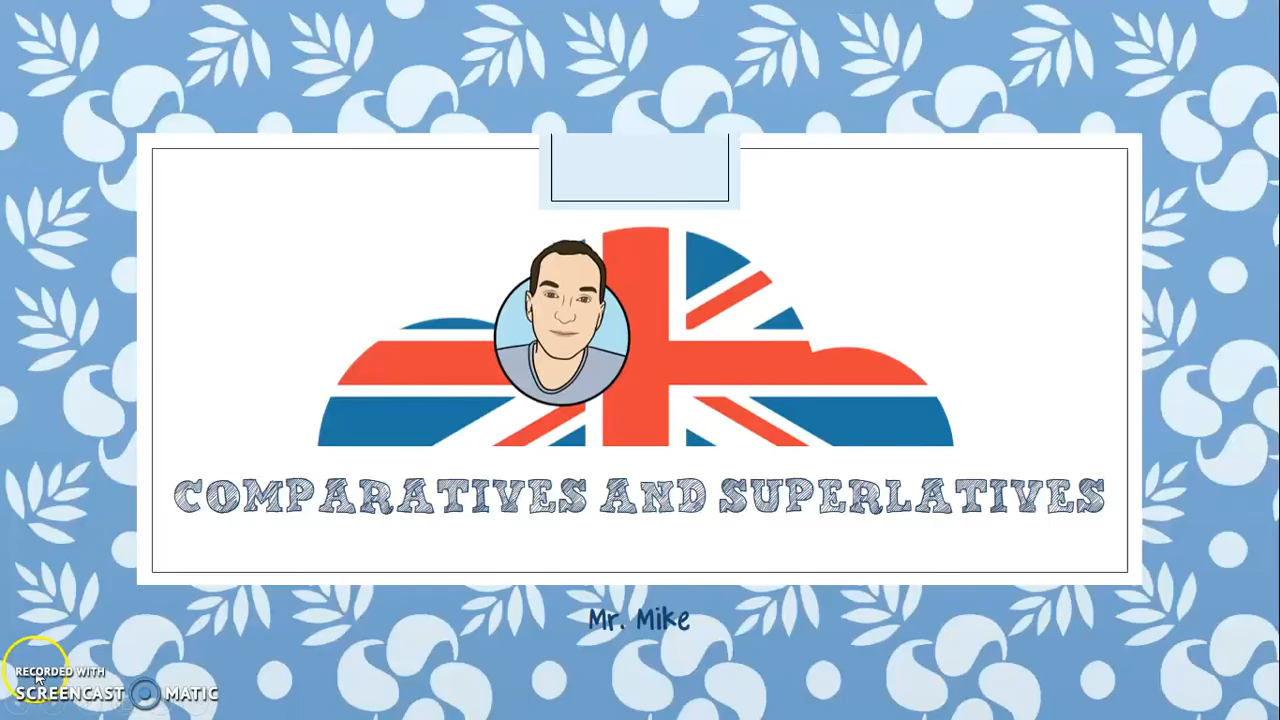 COMPARATIVES AND SUPERLATIVES
Mr. Mike
RECORDED WITH
SCREENCAST MATIC